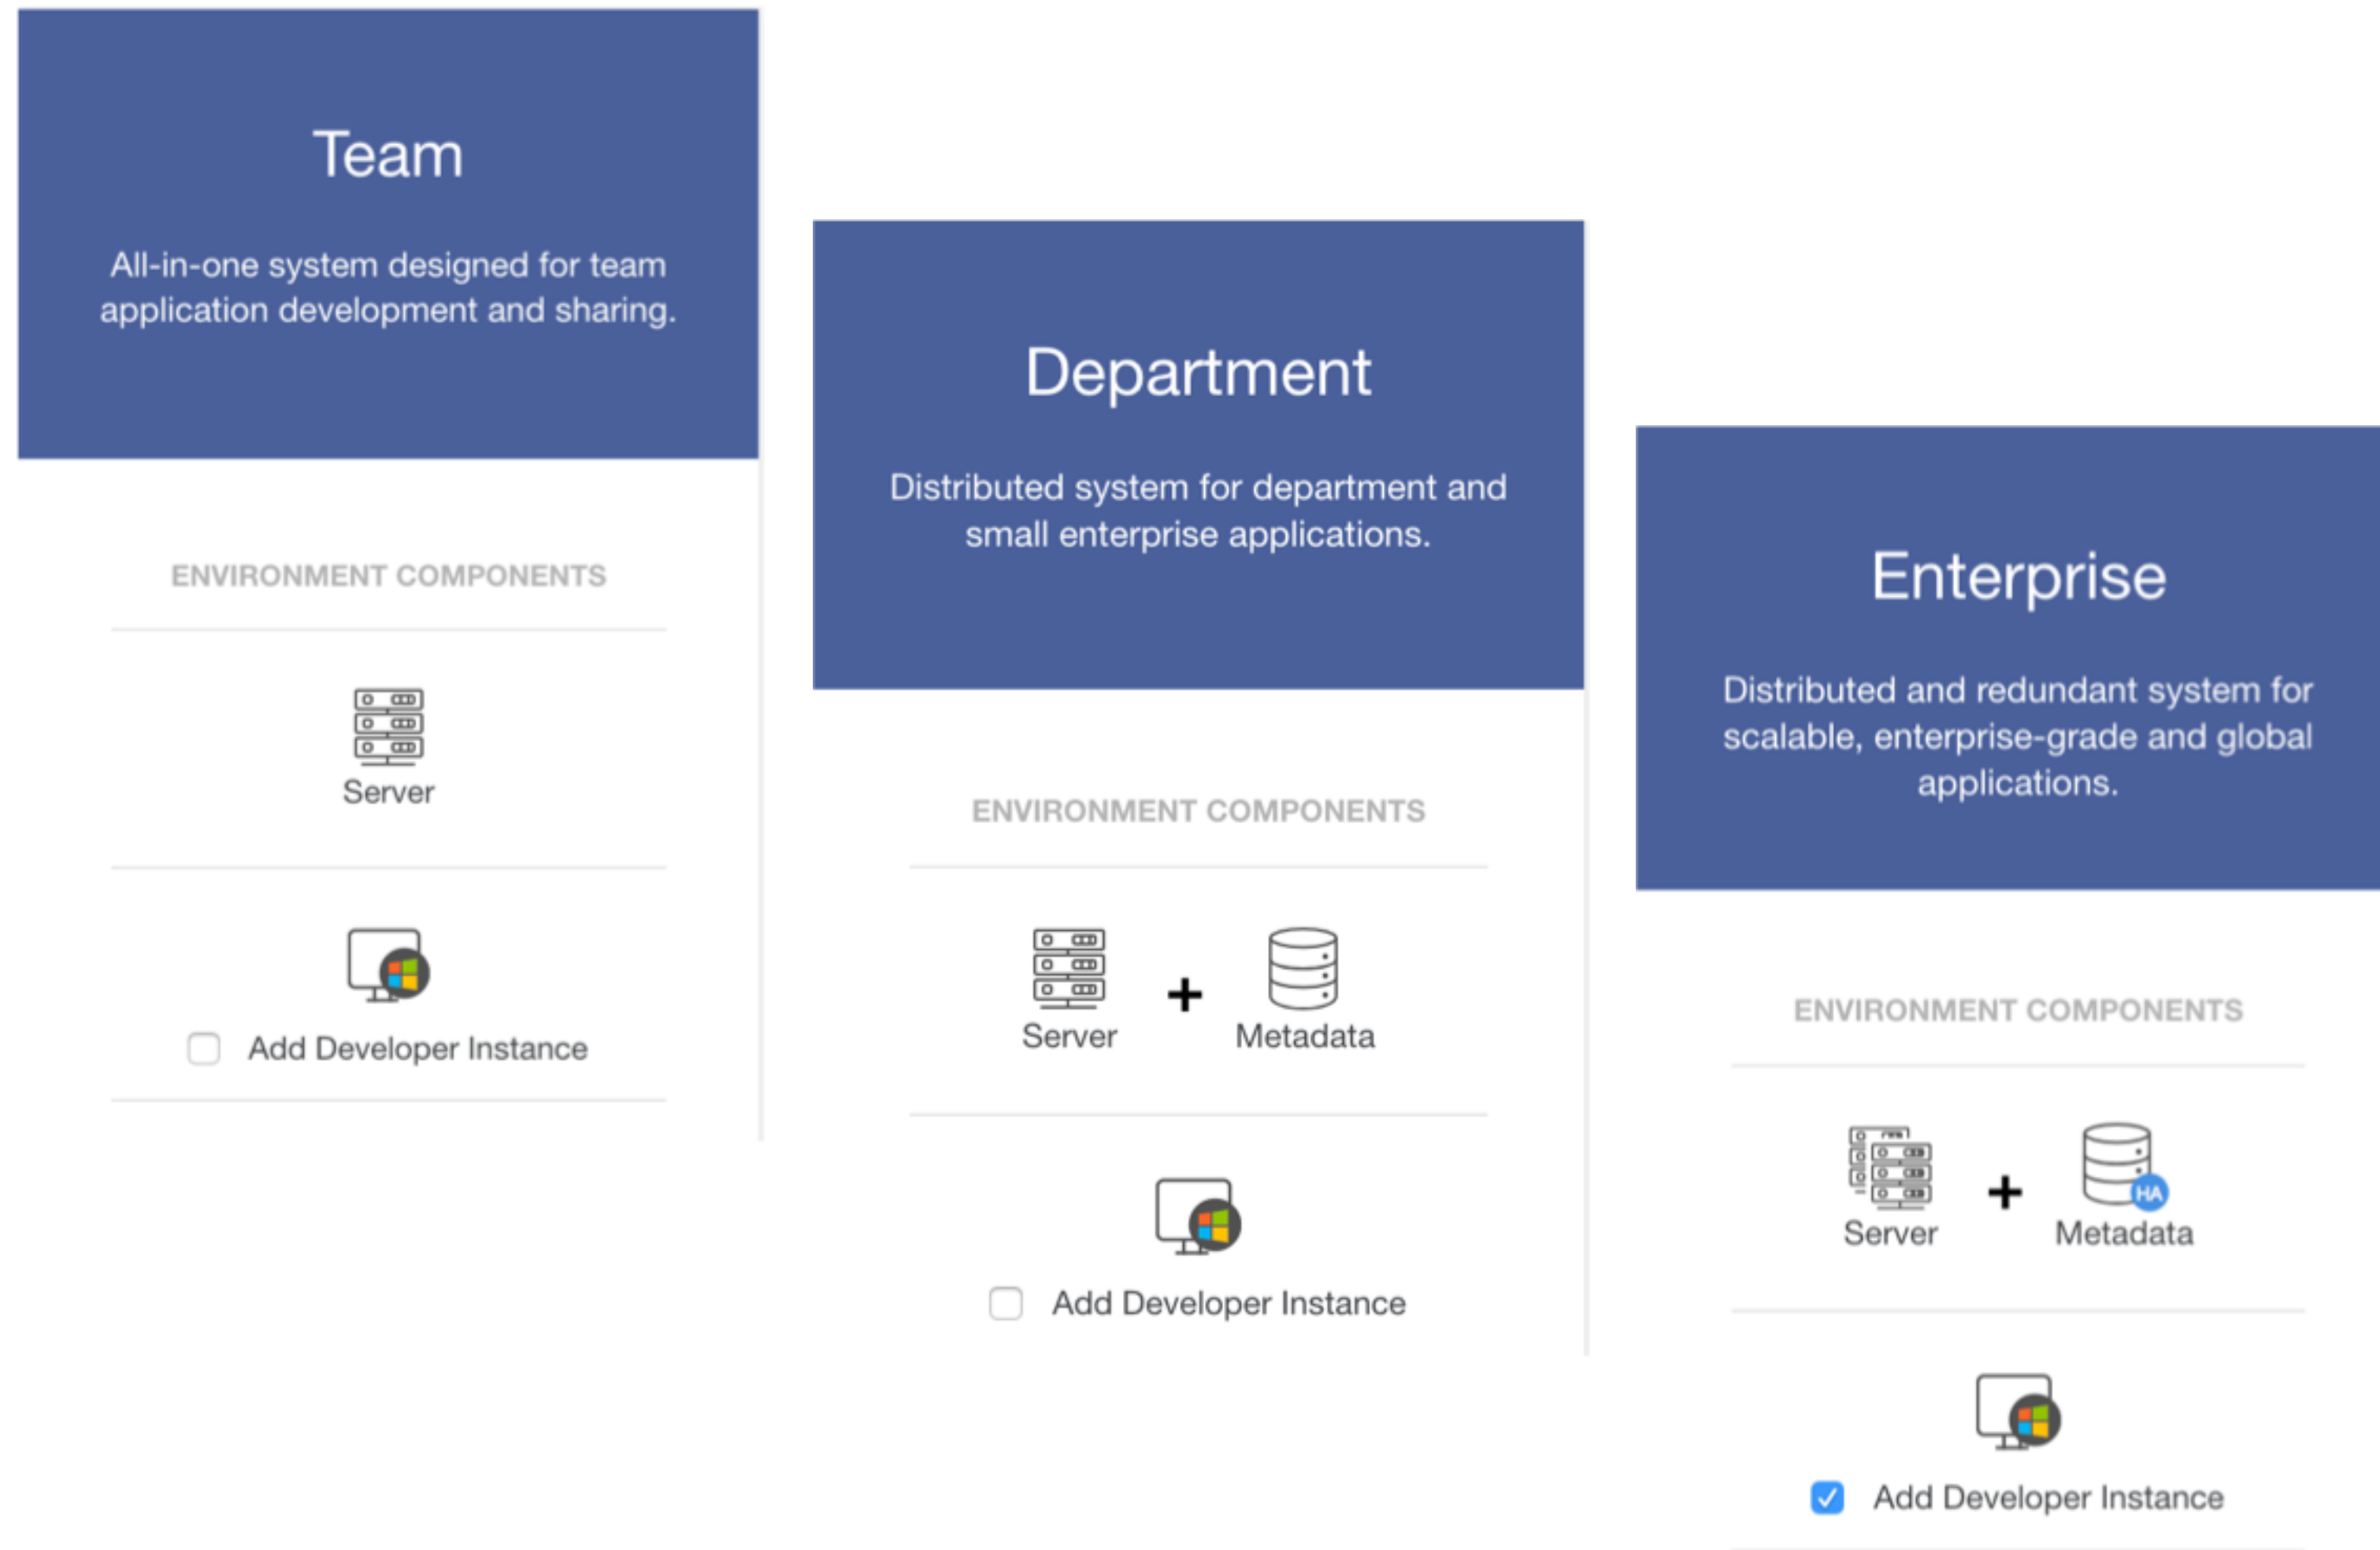 Team
All-in-one system designed for team
application development and sharing.
ENVIRONMENT COMPONENTS
Server
Add Developer Instance
Department
Distributed system for department and
small enterprise applications.
ENVIRONMENT COMPONENTS
Server + Metadata
Add Developer Instance
Enterprise
Distributed and redundant system for
scalable, enterprise-grade and global
applications.
ENVIRONMENT COMPONENTS
HA
Server + Metadata
Add Developer Instance